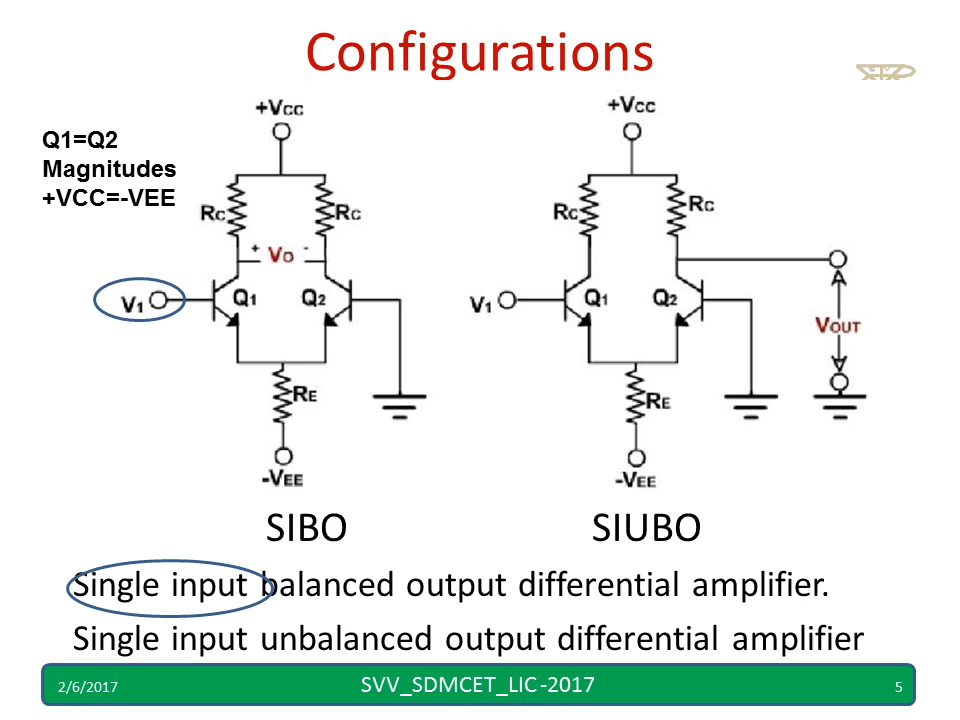 Configurations
Q1=Q2
Magnitudes
+VCC=-VEE
+VCC
RC
RC
+ VO -
V1
Q1
Q2
RE
-VEE
+VCC
RC
RC
V1
Q1
Q2
VOUT
RE
-VEE
SIBO
SIUBO
Single input balanced output differential amplifier.
Single input unbalanced output differential amplifier
2/6/2017
SVV_SDMCET_LIC -2017
5